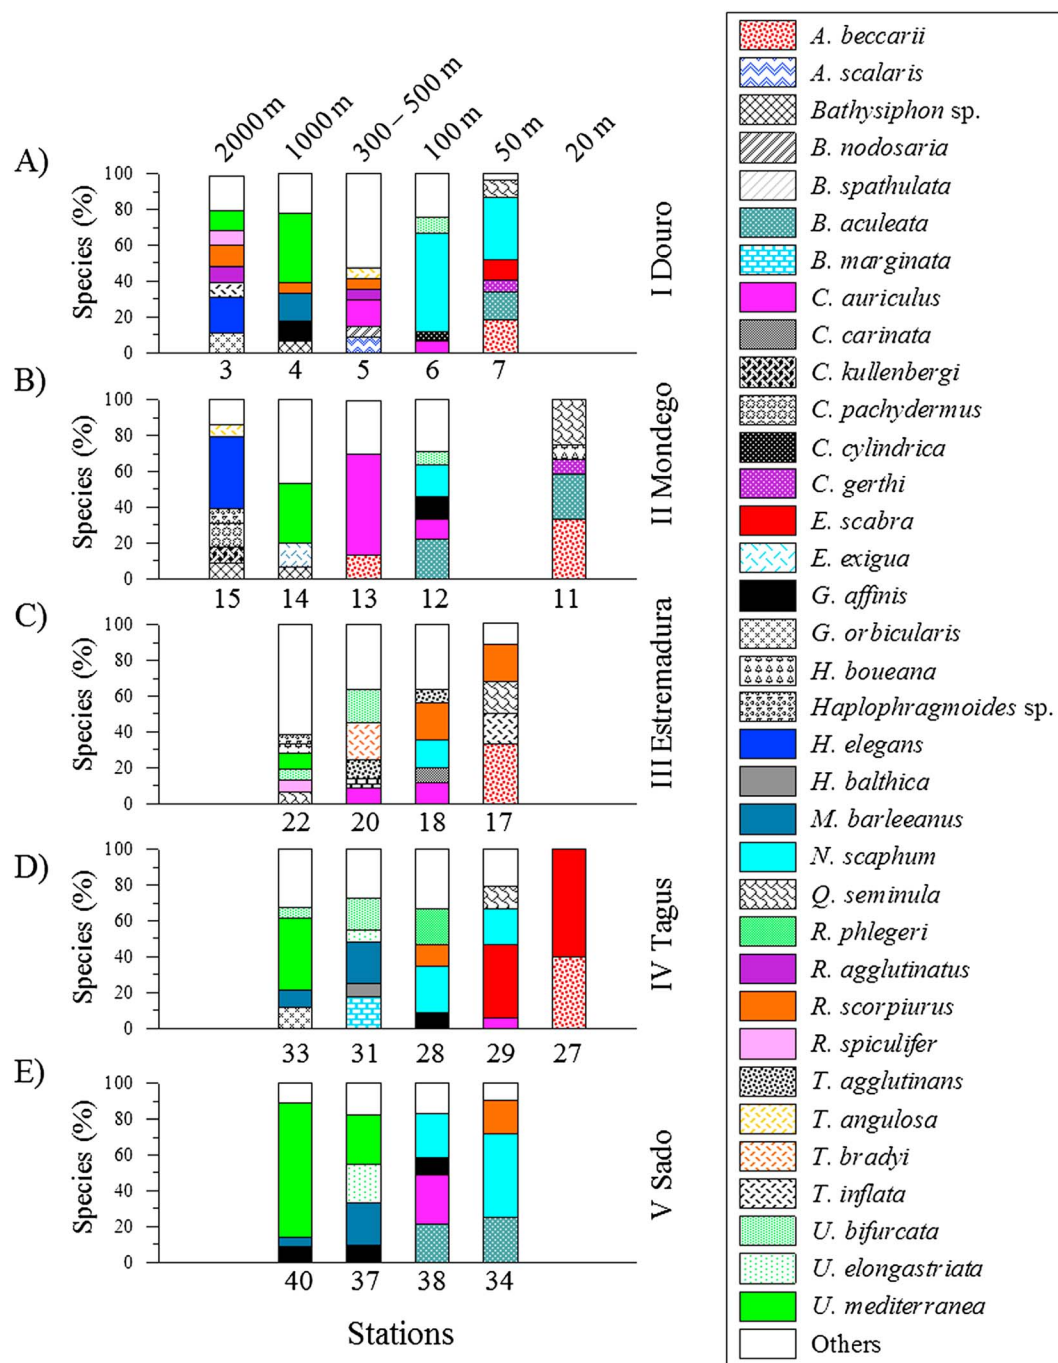 2000 m
1000 m
300 – 500 m
100 m
50 m
20 m
A)
Species (%)
100
80
60
40
20
0
3
4
5
6
7
I Douro
B)
Species (%)
100
80
60
40
20
0
15
14
13
12
11
II Mondego
C)
Species (%)
100
80
60
40
20
0
22
20
18
17
III Estremadura
D)
Species (%)
100
80
60
40
20
0
33
31
28
29
27
IV Tagus
E)
Species (%)
100
80
60
40
20
0
40
37
38
34
V Sado
Stations
A. beccarii
A. scalaris
Bathysiphon sp.
B. nodosaria
B. spathulata
B. aculeata
B. marginata
C. auriculus
C. carinata
C. kullenbergi
C. pachydermus
C. cylindrica
C. gerthi
E. scabra
E. exigua
G. affinis
G. orbicularis
H. boueana
Haplophragmoides sp.
H. elegans
H. balthica
M. barleeanus
N. scaphum
Q. seminula
R. phlegeri
R. agglutinatus
R. scorpiurus
R. spiculifer
T. agglutinans
T. angulosa
T. bradyi
T. inflata
U. bifurcata
U. elongastriata
U. mediterranea
Others